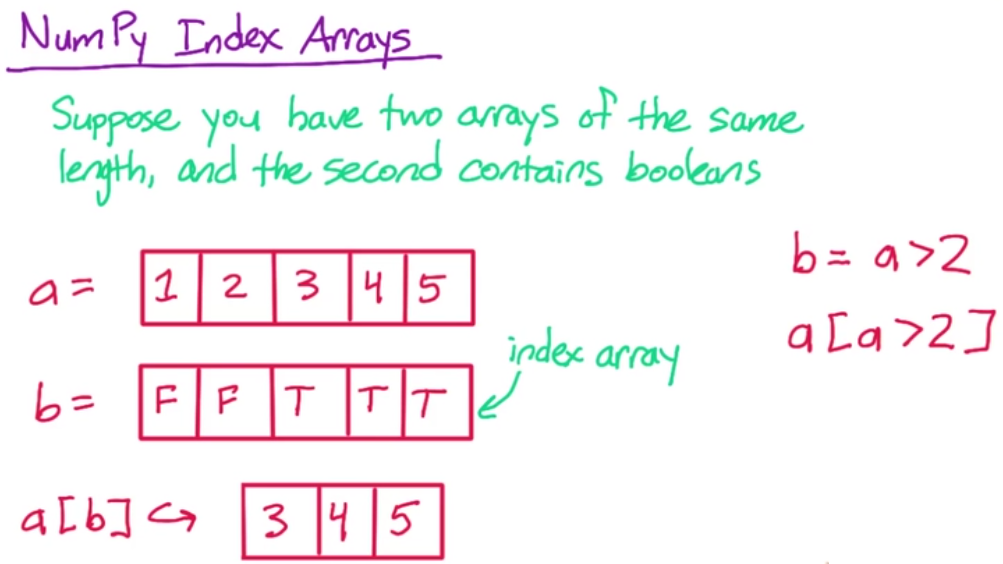 NumPy Index Arrays
Suppose you have two arrays of the same
length, and the second contains booleans
a = 1 2 3 4 5
b = F F T T T
index array
a[b] ↪ 3 4 5
b = a>2
a[a>2]